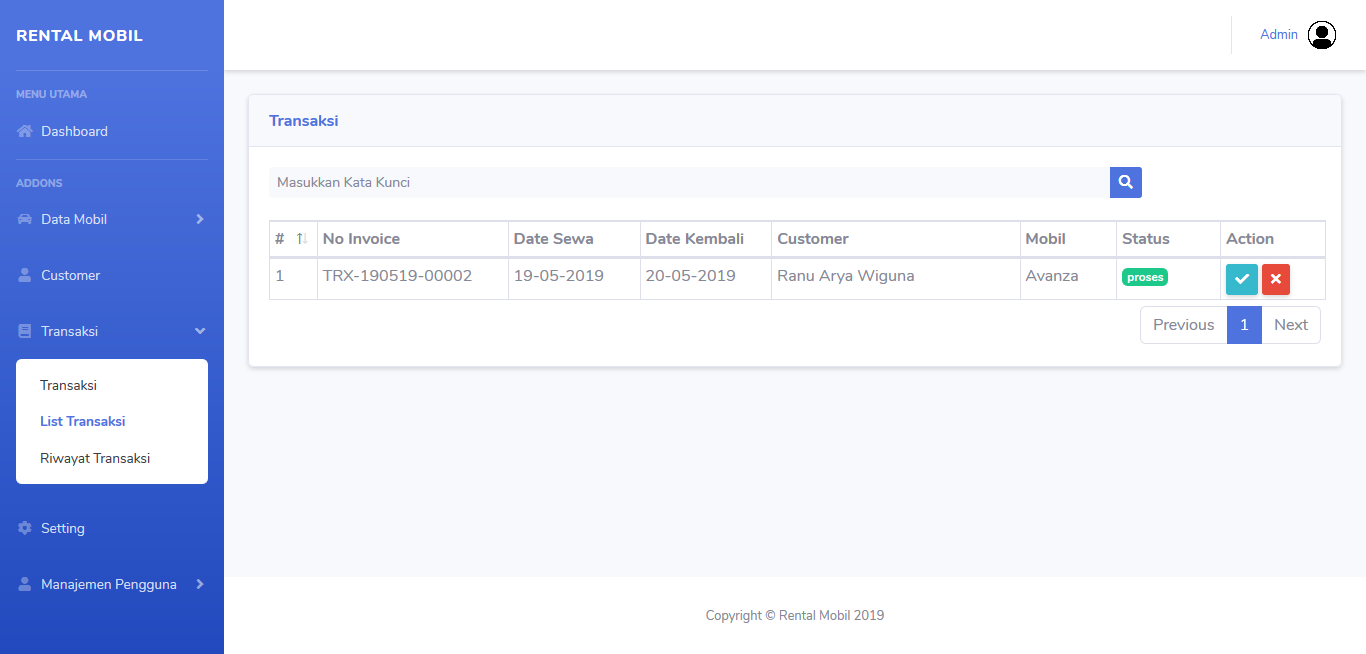 RENTAL MOBIL
Admin
MENU UTAMA
Dashboard
ADDONS
Data Mobil
Customer
Transaksi
Transaksi
List Transaksi
Riwayat Transaksi
Setting
Manajemen Pengguna
Transaksi
Masukkan Kata Kunci
# No Invoice Date Sewa Date Kembali Customer Mobil Status Action
1 TRX-190519-00002 19-05-2019 20-05-2019 Ranu Arya Wiguna Avanza proses
Previous 1 Next
Copyright © Rental Mobil 2019